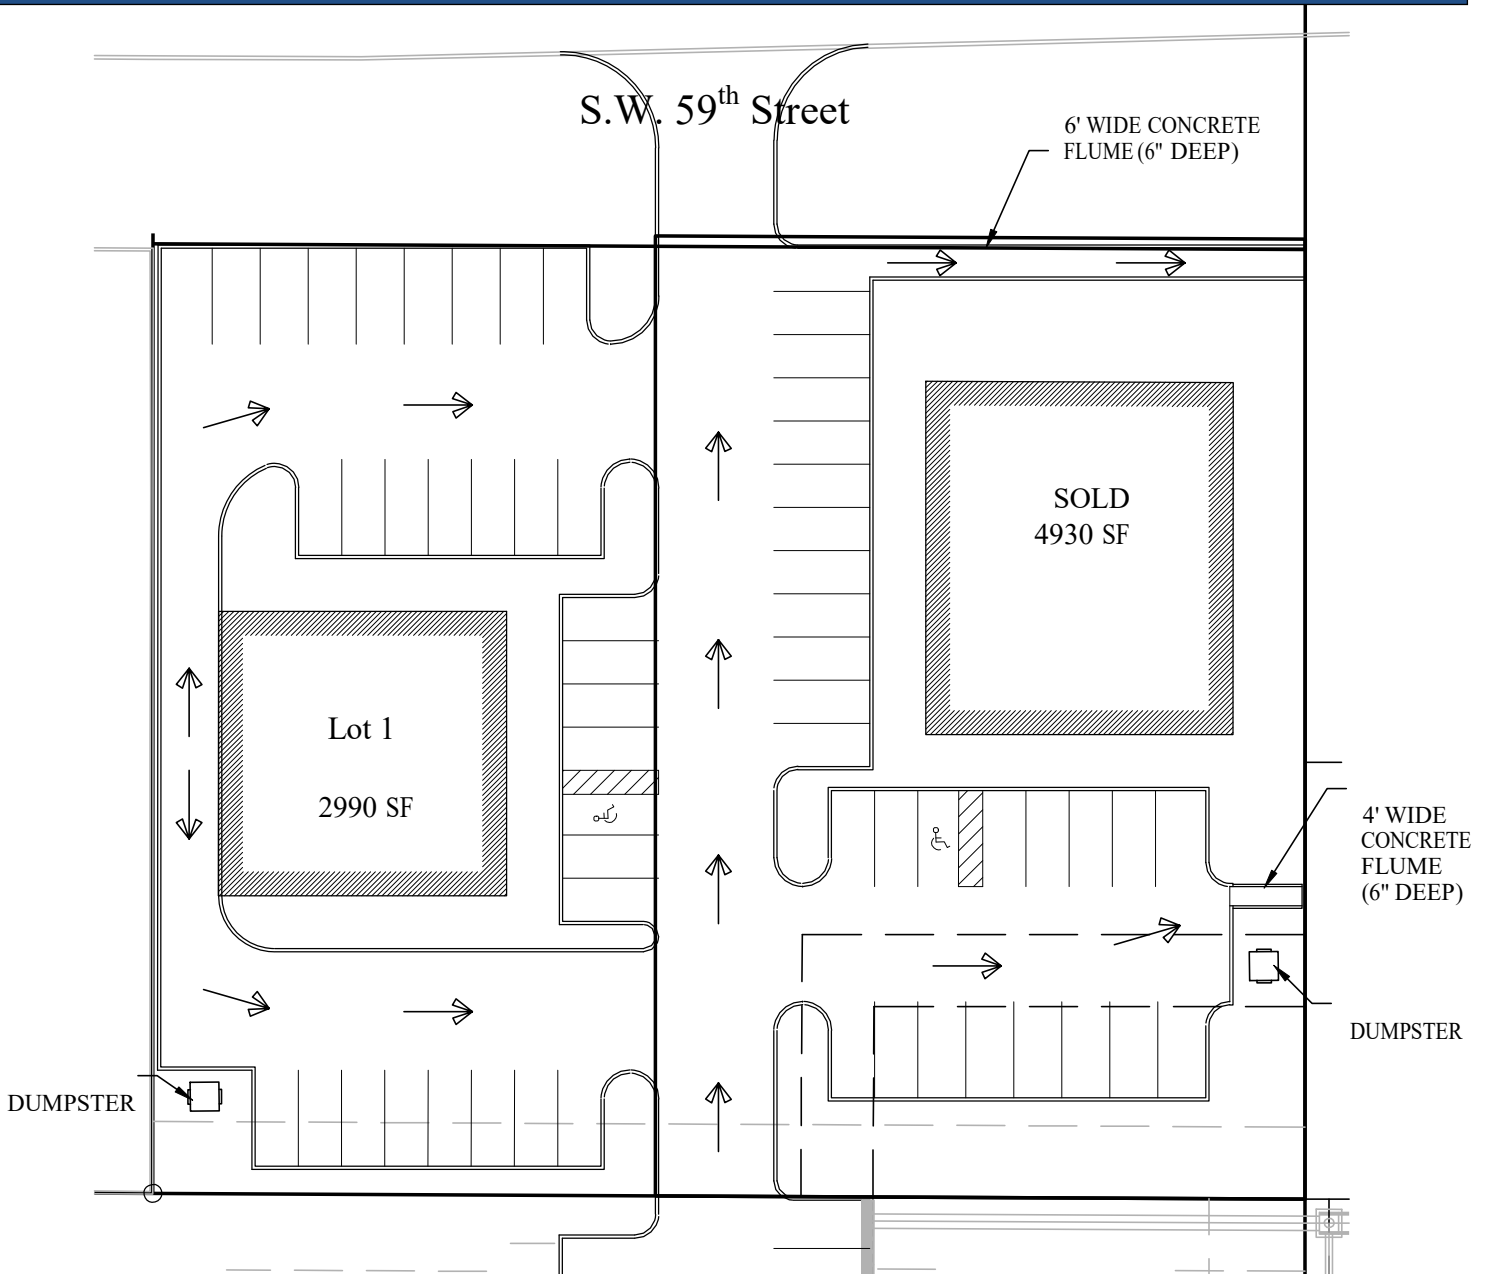 S.W. 59th Street
6' WIDE CONCRETE
FLUME (6" DEEP)
SOLD
4930 SF
Lot 1
2990 SF
4' WIDE
CONCRETE
FLUME
(6" DEEP)
DUMPSTER
DUMPSTER